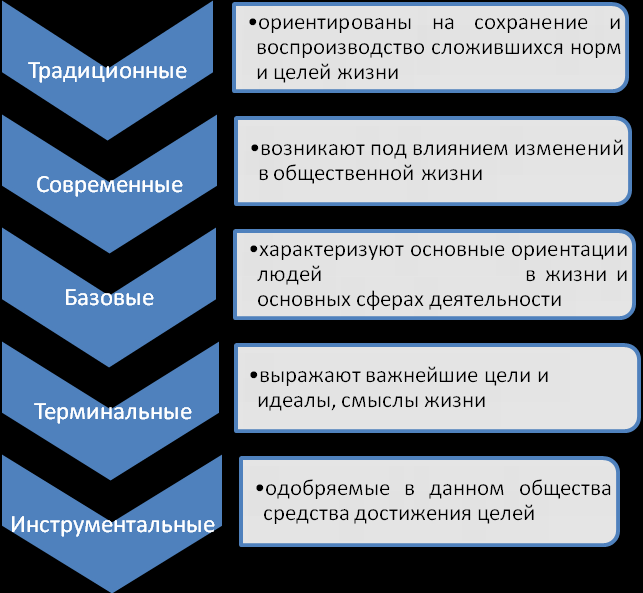 Традиционные
•ориентированы на сохранение и
воспроизводство сложившихся норм
и целей жизни
Современные
•возникают под влиянием изменений
в общественной жизни
Базовые
•характеризуют основные ориентации
людей в жизни и
основных сферах деятельности
Терминальные
•выражают важнейшие цели и
идеалы, смыслы жизни
Инструментальные
•одобряемые в данном общества
средства достижения целей